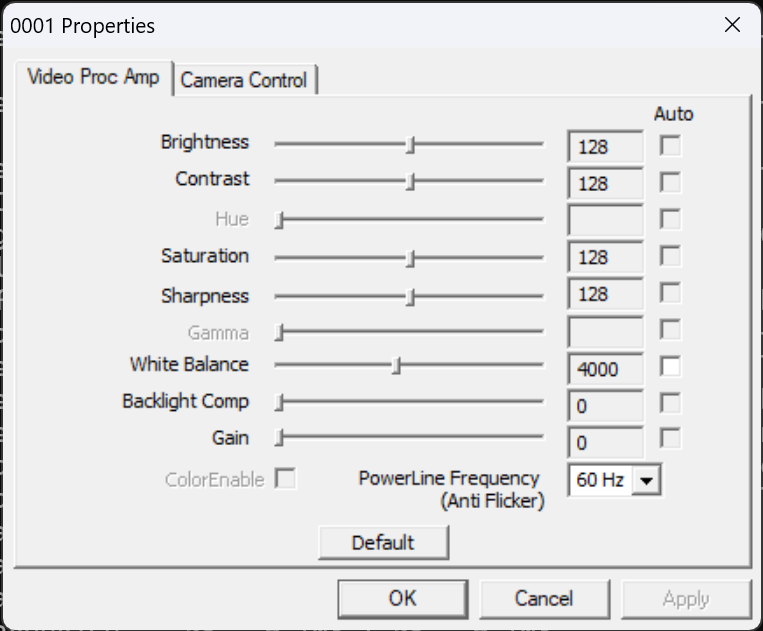 0001 Properties
Video Proc Amp
Camera Control
Auto
Brightness 128
Contrast 128
Hue
Saturation 128
Sharpness 128
Gamma
White Balance 4000
Backlight Comp 0
Gain 0
ColorEnable PowerLine Frequency 60 Hz
(Anti Flicker)
Default
OK Cancel Apply